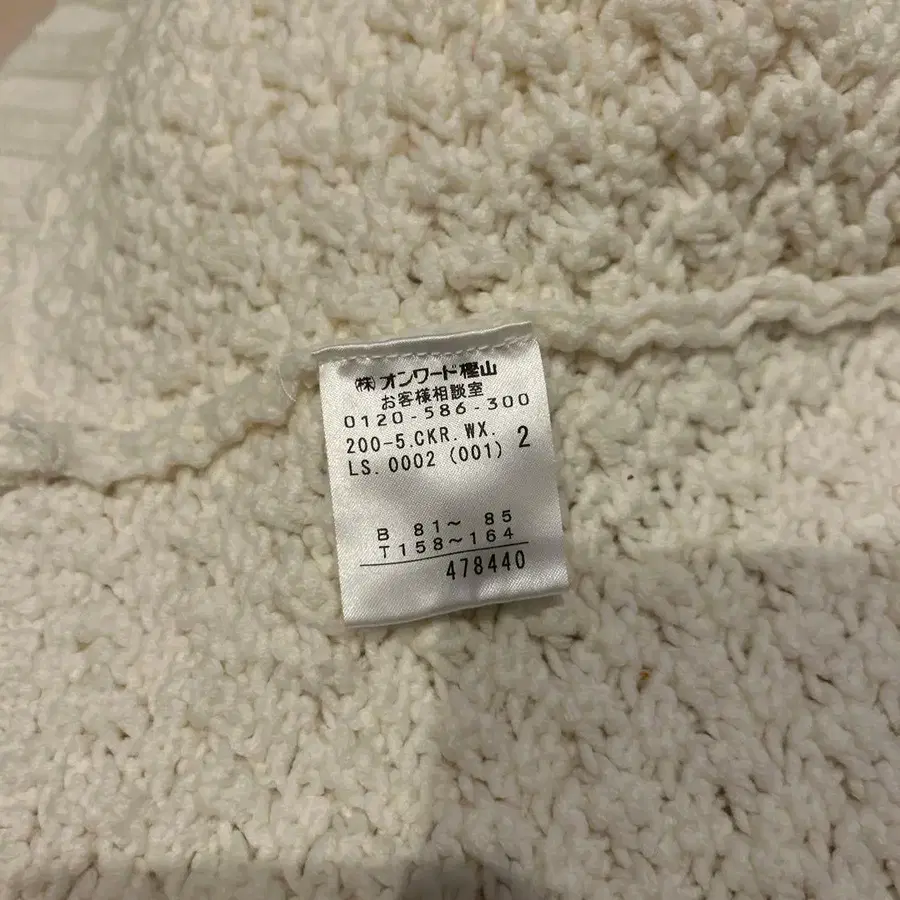 ㈱オンワード樫山
お客様相談室
0120-586-300
200-5.CKR.WX. 2
LS.0002 (001)
B 81〜 85
T158〜164
478440